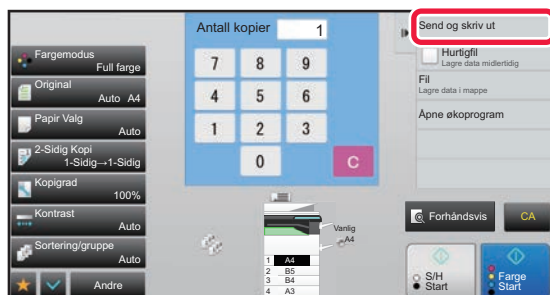 Antall kopier 1
Send og skriv ut
Fargemodus
Full farge
Original
Auto A4
Papir Valg
Auto
2-Sidig Kopi
1-Sidig→1-Sidig
Kopigrad
100%
Kontrast
Auto
Sortering/gruppe
Auto
Andre
7 8 9
4 5 6
1 2 3
0 C
Vanlig
A4
1 A4
2 B5
3 B4
4 A3
Hurtigfil
Lagre data midlertidig
Fil
Lagre data i mappe
Åpne økoprogram
Forhåndsvis
CA
S/H
Start
Farge
Start